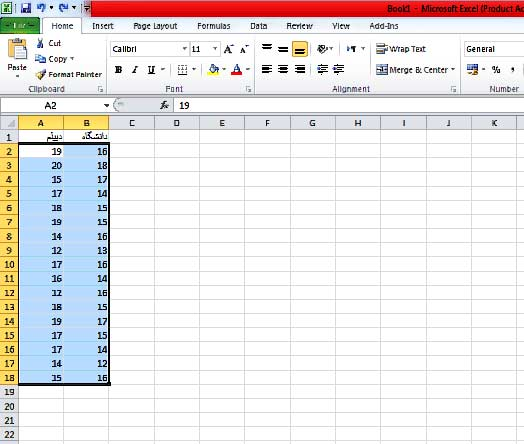 Book1 - Microsoft Excel (Product Ac
File Home Insert Page Layout Formulas Data Review View Add-Ins
Cut
Copy
Format Painter
Paste
Calibri 11 A A
B I U A
Wrap Text
Merge & Center
General
$ % ,
Clipboard Font Alignment Number
A2 fx 19
A B C D E F G H I J K
1 دیپلم دانشگاه
2 19 16
3 20 18
4 15 17
5 17 14
6 18 15
7 19 15
8 14 16
9 12 13
10 17 16
11 16 14
12 12 16
13 18 15
14 19 17
15 17 15
16 17 14
17 14 12
18 15 16
19
20
21
22